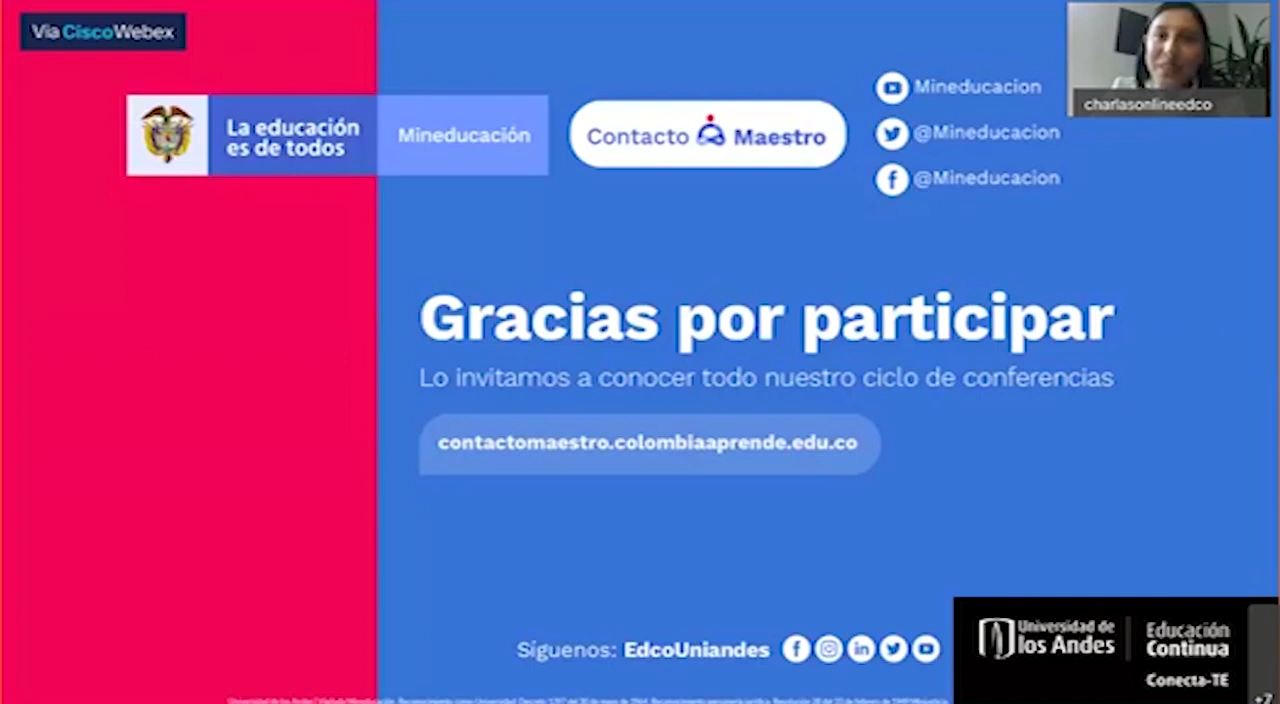 Vía CiscoWebex
La educación
es de todos
Mineducación
Contacto Maestro
Mineducacion
@Mineducacion
@Mineducacion
charlasonlineedco
Gracias por participar
Lo invitamos a conocer todo nuestro ciclo de conferencias
contactomaestro.colombiaaprende.edu.co
Síguenos: EdcoUniandes
Universidad de
los Andes
Educación
Continua
Conecta-TE
+7